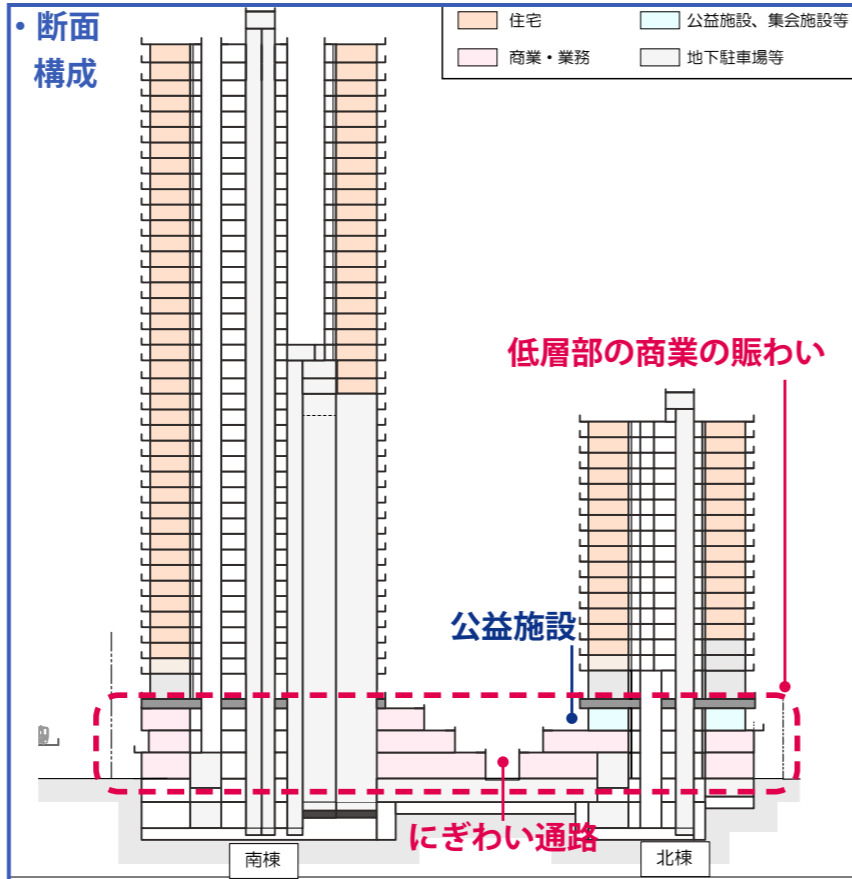 ・断面
構成
住宅
公益施設、集会施設等
商業・業務
地下駐車場等
低層部の商業の賑わい
公益施設
にぎわい通路
南棟
北棟